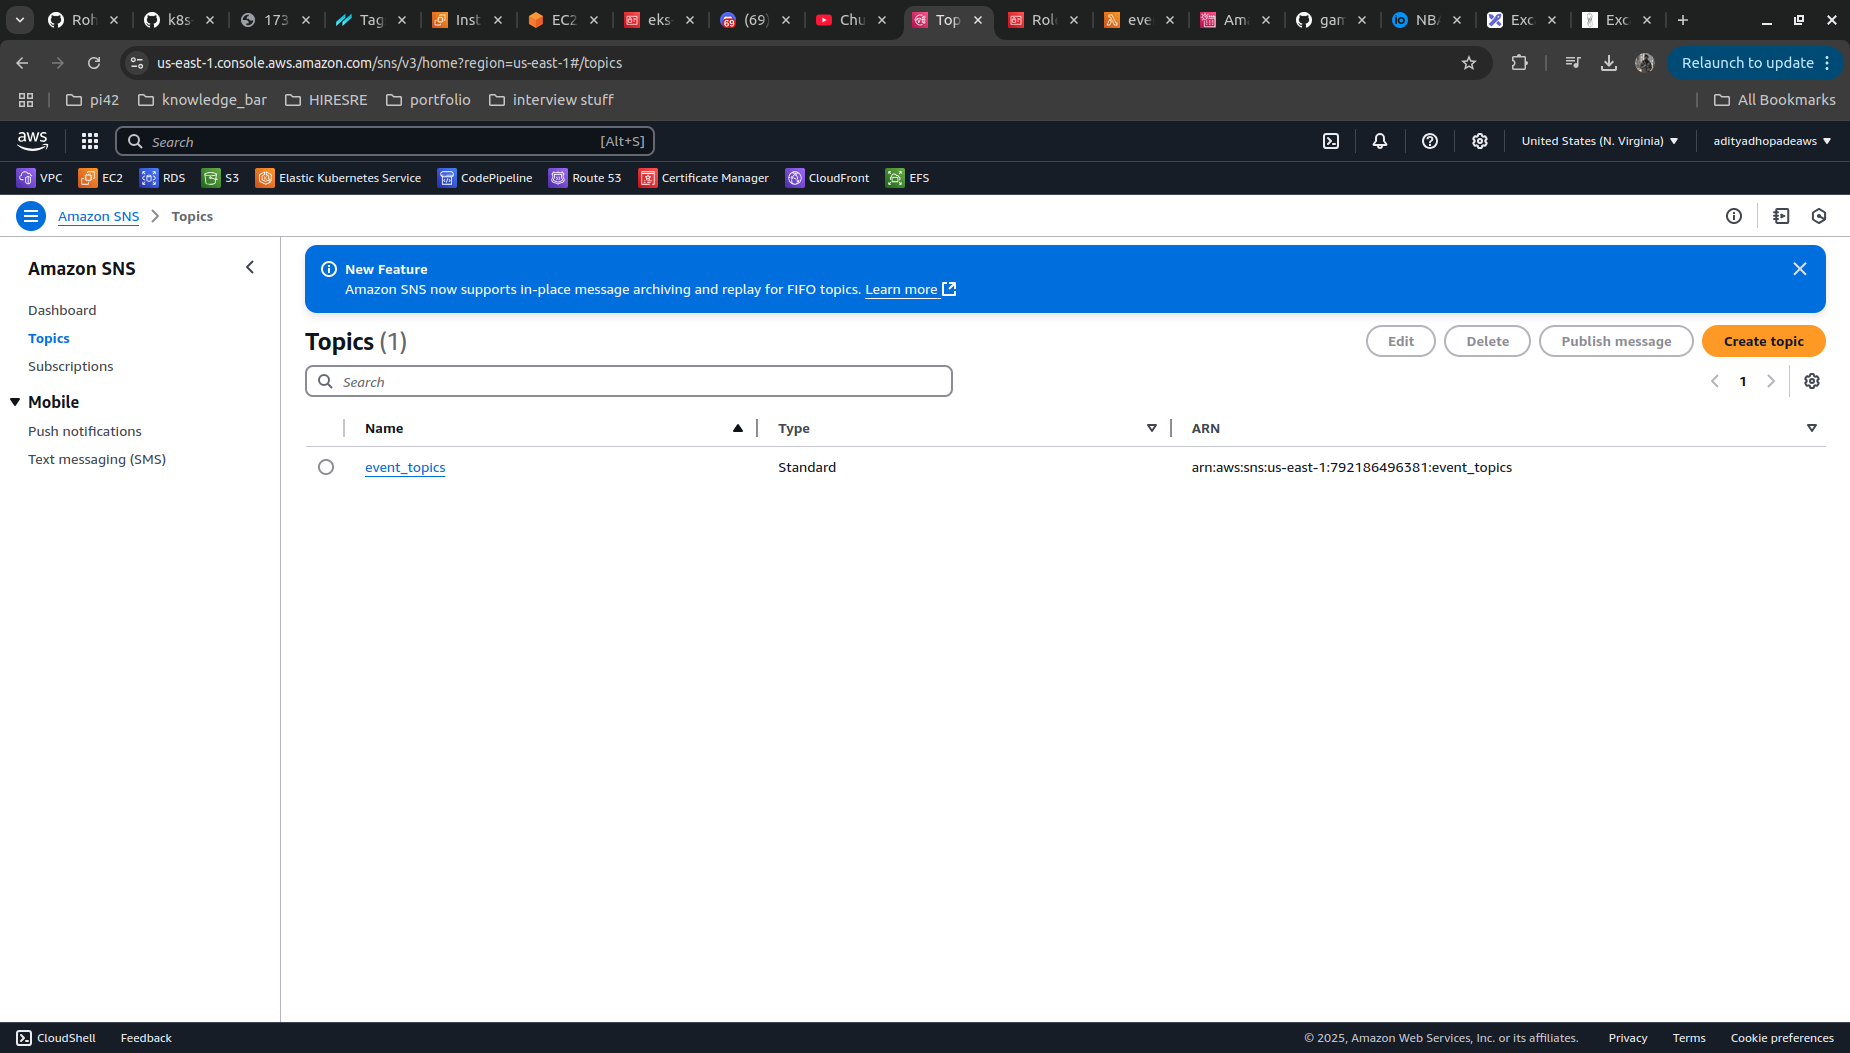 Roh
k8s-
173
Tag
Inst
EC2
eks-
(69)
Chu
Top
Role
eve
Ama
gam
NBA
Exc
Exc
us-east-1.console.aws.amazon.com/sns/v3/home?region=us-east-1#/topics
Relaunch to update
pi42
knowledge_bar
HIRESRE
portfolio
interview stuff
All Bookmarks
aws
Search
[Alt+S]
United States (N. Virginia)
adityadhopadeaws
VPC
EC2
RDS
S3
Elastic Kubernetes Service
CodePipeline
Route 53
Certificate Manager
CloudFront
EFS
Amazon SNS
Topics
Amazon SNS
Dashboard
Topics
Subscriptions
Mobile
Push notifications
Text messaging (SMS)
New Feature
Amazon SNS now supports in-place message archiving and replay for FIFO topics. Learn more
Topics (1)
Edit
Delete
Publish message
Create topic
Search
1
Name
Type
ARN
event_topics
Standard
arn:aws:sns:us-east-1:792186496381:event_topics
CloudShell
Feedback
© 2025, Amazon Web Services, Inc. or its affiliates.
Privacy
Terms
Cookie preferences